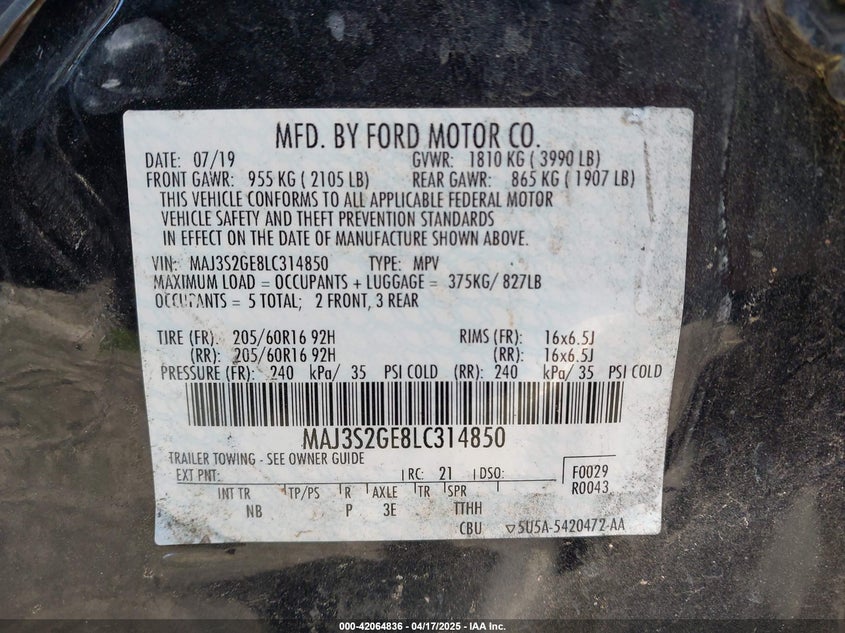 MFD. BY FORD MOTOR CO.
DATE: 07/19 GVWR: 1810 KG ( 3990 LB)
FRONT GAWR: 955 KG ( 2105 LB) REAR GAWR: 865 KG ( 1907 LB)
THIS VEHICLE CONFORMS TO ALL APPLICABLE FEDERAL MOTOR
VEHICLE SAFETY AND THEFT PREVENTION STANDARDS
IN EFFECT ON THE DATE OF MANUFACTURE SHOWN ABOVE.
VIN: MAJ3S2GE8LC314850 TYPE: MPV
MAXIMUM LOAD = OCCUPANTS + LUGGAGE = 375KG/ 827LB
OCCUPANTS = 5 TOTAL; 2 FRONT, 3 REAR
TIRE (FR): 205/60R16 92H RIMS (FR): 16x6.5J
(RR): 205/60R16 92H (RR): 16x6.5J
PRESSURE (FR): 240 kPa/ 35 PSI COLD (RR): 240 kPa/ 35 PSI COLD
MAJ3S2GE8LC314850
TRAILER TOWING - SEE OWNER GUIDE
EXT PNT: RC: 21 DSO: F0029
R0043
INT TR TP/PS R AXLE TR SPR
NB P 3E TTHH
CBU ▽5U5A-5420472-AA
000-42064836 - 04/17/2025 - IAA Inc.